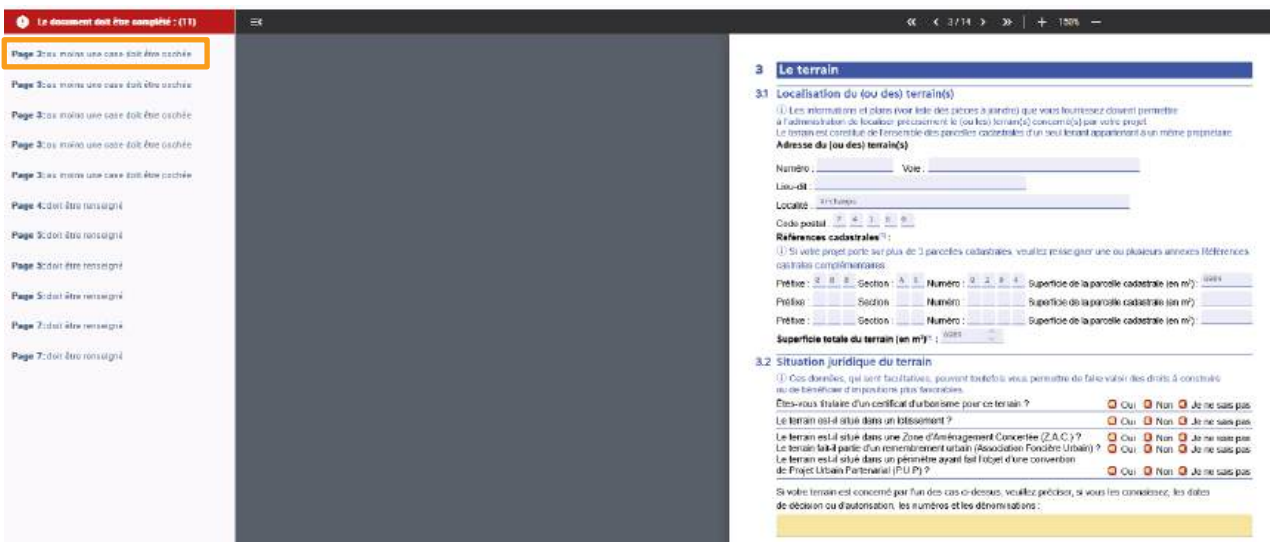 Le document doit être complété : (11)
3 / 14
150%
Page 3: au moins une case doit être cochée
Page 3: au moins une case doit être cochée
Page 3: au moins une case doit être cochée
Page 3: au moins une case doit être cochée
Page 3: au moins une case doit être cochée
Page 4: doit être renseigné
Page 5: doit être renseigné
Page 5: doit être renseigné
Page 5: doit être renseigné
Page 7: doit être renseigné
Page 7: doit être renseigné
3 Le terrain
3.1 Localisation du (ou des) terrain(s)
Les informations et plans (voir liste des pièces à joindre) que vous fournissez doivent permettre
à l'administration de localiser précisément le (ou les) terrain(s) concerné(s) par votre projet.
Le terrain est constitué de l'ensemble des parcelles cadastrales d'un seul tenant appartenant à un même propriétaire.
Adresse du (ou des) terrain(s)
Numéro : Voie :
Lieu-dit :
Localité : Archamps
Code postal :
Références cadastrales :
Si votre projet porte sur plus de 3 parcelles cadastrales, veuillez renseigner une ou plusieurs annexes Références
castrales complémentaires
Préfixe : Section : Numéro : Superficie de la parcelle cadastrale (en m²) :
Préfixe : Section : Numéro : Superficie de la parcelle cadastrale (en m²) :
Préfixe : Section : Numéro : Superficie de la parcelle cadastrale (en m²) :
Superficie totale du terrain (en m²) :
3.2 Situation juridique du terrain
Ces données, qui sont facultatives, peuvent toutefois vous permettre de faire valoir des droits à construire
ou de bénéficier d'impositions plus favorables.
Êtes-vous titulaire d'un certificat d'urbanisme pour ce terrain ? Oui Non Je ne sais pas
Le terrain est-il situé dans un lotissement ? Oui Non Je ne sais pas
Le terrain est-il situé dans une Zone d'Aménagement Concertée (Z.A.C.) ? Oui Non Je ne sais pas
Le terrain fait-il partie d'un remembrement urbain (Association Foncière Urbain) ? Oui Non Je ne sais pas
Le terrain est-il situé dans un périmètre ayant fait l'objet d'une convention
de Projet Urbain Partenarial (P.U.P) ? Oui Non Je ne sais pas
Si votre terrain est concerné par l'un des cas ci-dessus, veuillez préciser, si vous les connaissez, les dates
de décision ou d'autorisation, les numéros et les dénominations :